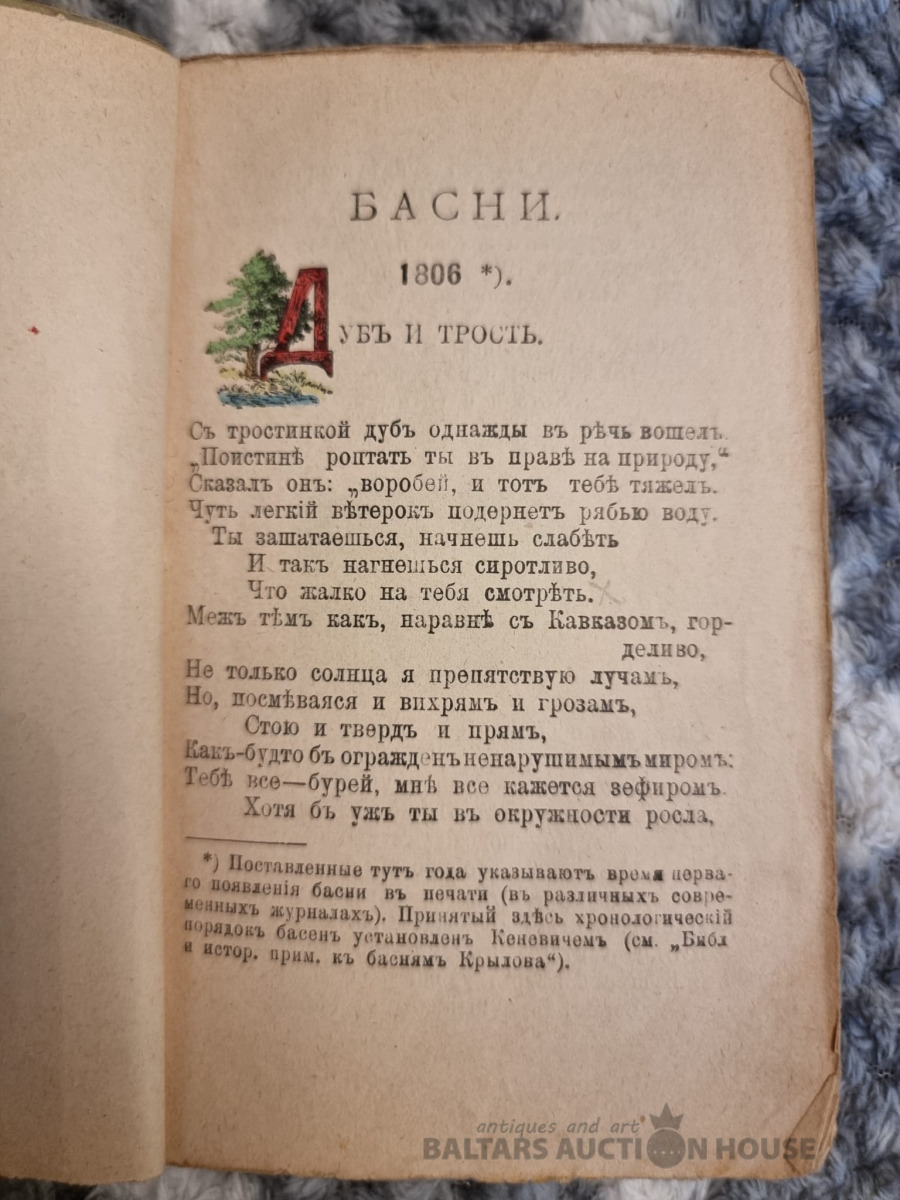 БАСНИ.
1806 *).
ДУБЪ И ТРОСТЬ.
Съ тростинкой дубъ однажды въ рѣчь вошелъ.
„Поистинѣ роптать ты въ правѣ на природу,“
Сказалъ онъ: „воробей, и тотъ тебѣ тяжелъ.
Чуть легкій вѣтерокъ подернетъ рябью воду.
Ты зашатаешься, начнешь слабѣть
И такъ нагнешься сиротливо,
Что жалко на тебя смотрѣть.
Межъ тѣмъ какъ, наравнѣ съ Кавказомъ, гор-
деливо,
Не только солнца я препятствую лучамъ,
Но, посмѣваяся и вихрямъ и грозамъ,
Стою и твердъ и прямъ,
Какъ-будто бъ огражденъ ненарушимымъ миромъ:
Тебѣ все—бурей, мнѣ все кажется зефиромъ.
Хотя бъ ужъ ты въ окружности росла,
*) Поставленные тутъ года указываютъ время перва-
го появленія басни въ печати (въ различныхъ совре-
менныхъ журналахъ). Принятый здѣсь хронологическій
порядокъ басенъ установленъ Кеневичемъ (см. „Библ
и истор. прим. къ баснямъ Крылова“).
antiques and art
BALTARS AUCTION HOUSE